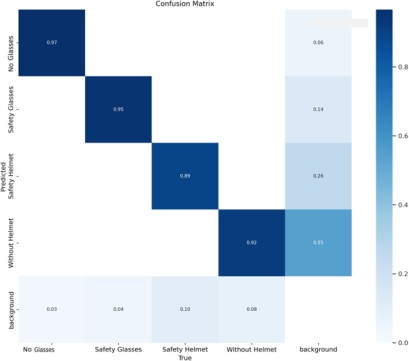 Confusion Matrix
No Glasses
0.97
0.06
Safety Glasses
0.95
0.14
0.8
Predicted
Safety Helmet
0.89
0.26
0.6
0.4
Without Helmet
0.92
0.55
0.2
background
0.03
0.04
0.10
0.08
0.0
No Glasses
Safety Glasses
Safety Helmet
Without Helmet
background
True